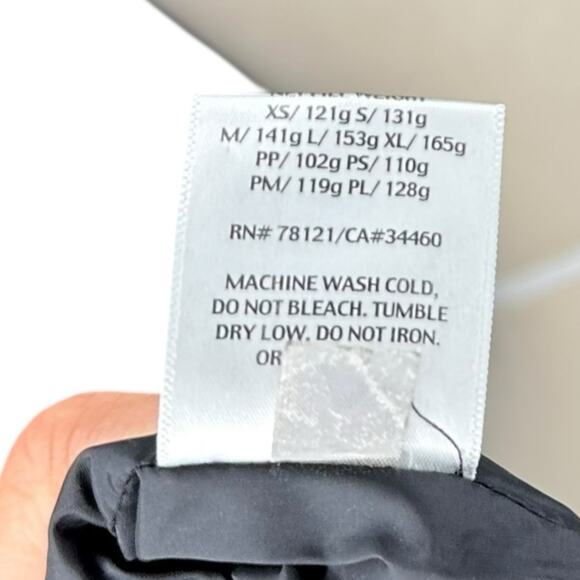 XS/ 121g S/ 131g
M/ 141g L/ 153g XL/ 165g
PP/ 102g PS/ 110g
PM/ 119g PL/ 128g
RN# 78121/CA#34460
MACHINE WASH COLD,
DO NOT BLEACH. TUMBLE
DRY LOW. DO NOT IRON.
OR